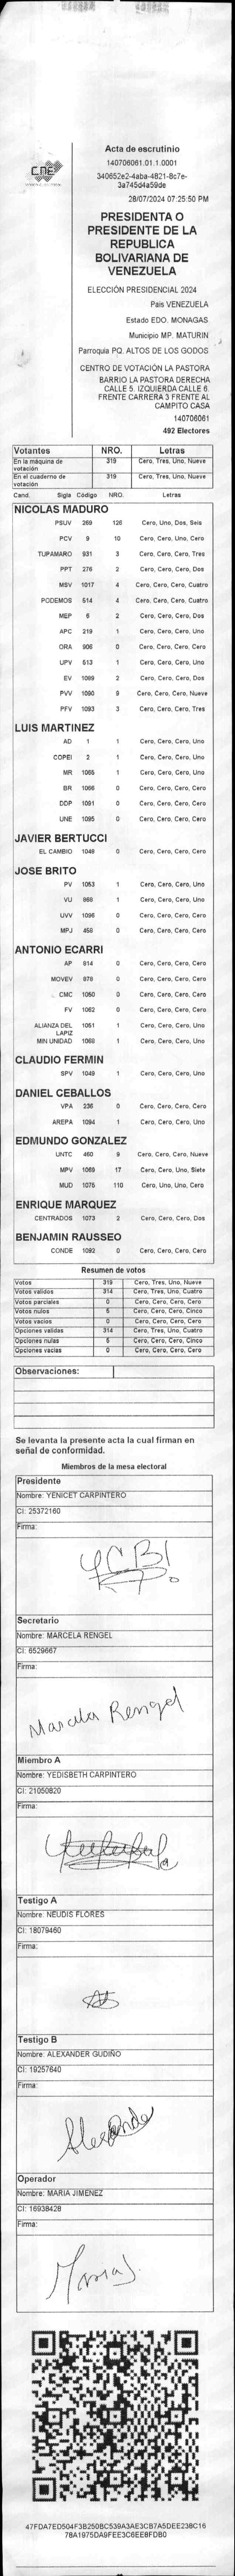 CNE
Acta de escrutinio
140706061.01.1.0001
340652e2-4aba-4821-8c7e-
3a745d4a59de
28/07/2024 07:25:50 PM
PRESIDENTA O
PRESIDENTE DE LA
REPUBLICA
BOLIVARIANA DE
VENEZUELA
ELECCIÓN PRESIDENCIAL 2024
País VENEZUELA
Estado EDO. MONAGAS
Municipio MP. MATURIN
Parroquia PQ. ALTOS DE LOS GODOS
CENTRO DE VOTACIÓN LA PASTORA
BARRIO LA PASTORA DERECHA
CALLE 5. IZQUIERDA CALLE 6.
FRENTE CARRERA 3 FRENTE AL
CAMPITO CASA
140706061
492 Electores
Votantes NRO. Letras
En la máquina de votación 319 Cero, Tres, Uno, Nueve
En el cuaderno de votación 319 Cero, Tres, Uno, Nueve
Cand. Sigla Código NRO. Letras
NICOLAS MADURO
PSUV 269 126 Cero, Uno, Dos, Seis
PCV 9 10 Cero, Cero, Uno, Cero
TUPAMARO 931 3 Cero, Cero, Cero, Tres
PPT 276 2 Cero, Cero, Cero, Dos
MSV 1017 4 Cero, Cero, Cero, Cuatro
PODEMOS 514 4 Cero, Cero, Cero, Cuatro
MEP 6 2 Cero, Cero, Cero, Dos
APC 219 1 Cero, Cero, Cero, Uno
ORA 906 0 Cero, Cero, Cero, Cero
UPV 513 1 Cero, Cero, Cero, Uno
EV 1089 2 Cero, Cero, Cero, Dos
PVV 1090 9 Cero, Cero, Cero, Nueve
PFV 1093 3 Cero, Cero, Cero, Tres
LUIS MARTINEZ
AD 1 1 Cero, Cero, Cero, Uno
COPEI 2 1 Cero, Cero, Cero, Uno
MR 1065 1 Cero, Cero, Cero, Uno
BR 1066 0 Cero, Cero, Cero, Cero
DDP 1091 0 Cero, Cero, Cero, Cero
UNE 1095 0 Cero, Cero, Cero, Cero
JAVIER BERTUCCI
EL CAMBIO 1048 0 Cero, Cero, Cero, Cero
JOSE BRITO
PV 1053 1 Cero, Cero, Cero, Uno
VU 868 1 Cero, Cero, Cero, Uno
UVV 1096 0 Cero, Cero, Cero, Cero
MPJ 458 0 Cero, Cero, Cero, Cero
ANTONIO ECARRI
AP 814 0 Cero, Cero, Cero, Cero
MOVEV 978 0 Cero, Cero, Cero, Cero
CMC 1050 0 Cero, Cero, Cero, Cero
FV 1062 0 Cero, Cero, Cero, Cero
ALIANZA DEL LAPIZ 1051 1 Cero, Cero, Cero, Uno
MIN UNIDAD 1068 1 Cero, Cero, Cero, Uno
CLAUDIO FERMIN
SPV 1049 1 Cero, Cero, Cero, Uno
DANIEL CEBALLOS
VPA 236 0 Cero, Cero, Cero, Cero
AREPA 1094 1 Cero, Cero, Cero, Uno
EDMUNDO GONZALEZ
UNTC 460 9 Cero, Cero, Cero, Nueve
MPV 1069 17 Cero, Cero, Uno, Siete
MUD 1075 110 Cero, Uno, Uno, Cero
ENRIQUE MARQUEZ
CENTRADOS 1073 2 Cero, Cero, Cero, Dos
BENJAMIN RAUSSEO
CONDE 1092 0 Cero, Cero, Cero, Cero
Resumen de votos
Votos 319 Cero, Tres, Uno, Nueve
Votos validos 314 Cero, Tres, Uno, Cuatro
Votos parciales 0 Cero, Cero, Cero, Cero
Votos nulos 5 Cero, Cero, Cero, Cinco
Votos vacíos 0 Cero, Cero, Cero, Cero
Opciones validas 314 Cero, Tres, Uno, Cuatro
Opciones nulas 5 Cero, Cero, Cero, Cinco
Opciones vacías 0 Cero, Cero, Cero, Cero
Observaciones:
Se levanta la presente acta la cual firman en
señal de conformidad.
Miembros de la mesa electoral
Presidente
Nombre: YENICET CARPINTERO
CI: 25372160
Firma:
Secretario
Nombre: MARCELA RENGEL
CI: 6529667
Firma:
Marcela Rengel
Miembro A
Nombre: YEDISBETH CARPINTERO
CI: 21050820
Firma:
Testigo A
Nombre: NEUDIS FLORES
CI: 18079460
Firma:
Testigo B
Nombre: ALEXANDER GUDIÑO
CI: 19257640
Firma:
Operador
Nombre: MARIA JIMENEZ
CI: 16938428
Firma:
47FDA7ED504F3B250BC539A3AE3CB7A5DEE238C16
78A1975DA9FEE3C6EE8FDB0